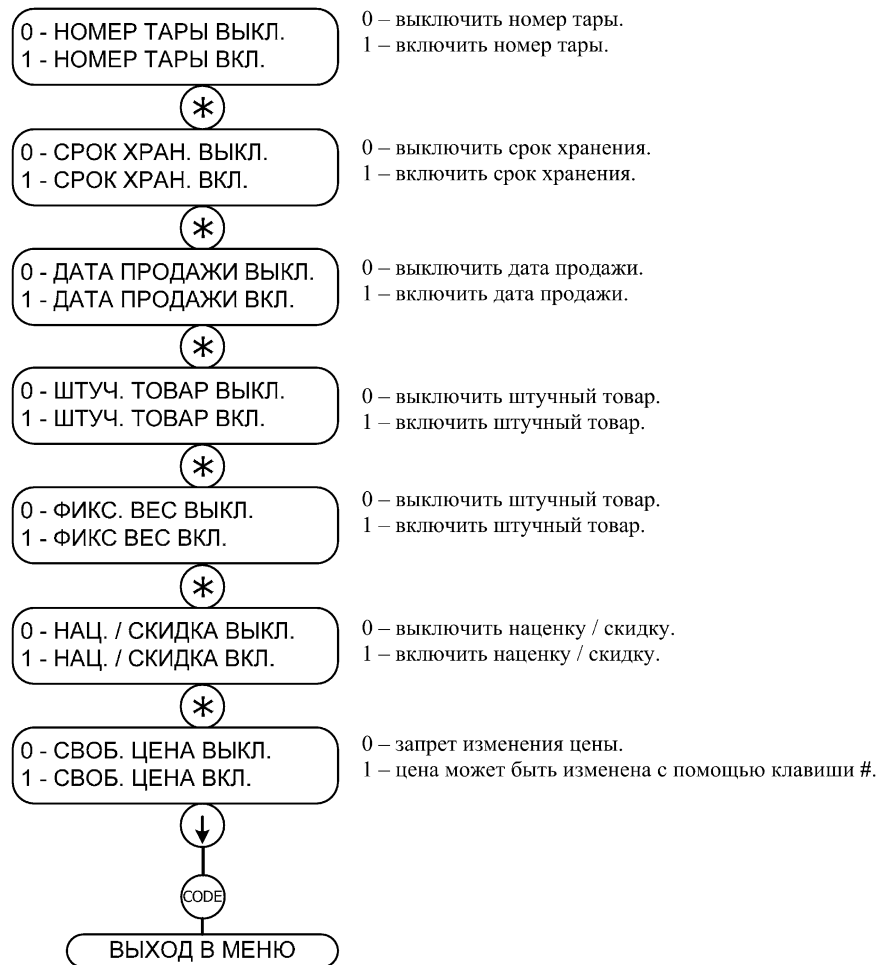 0 - НОМЕР ТАРЫ ВЫКЛ.
1 - НОМЕР ТАРЫ ВКЛ.
0 – выключить номер тары.
1 – включить номер тары.
*
0 - СРОК ХРАН. ВЫКЛ.
1 - СРОК ХРАН. ВКЛ.
0 – выключить срок хранения.
1 – включить срок хранения.
*
0 - ДАТА ПРОДАЖИ ВЫКЛ.
1 - ДАТА ПРОДАЖИ ВКЛ.
0 – выключить дата продажи.
1 – включить дата продажи.
*
0 - ШТУЧ. ТОВАР ВЫКЛ.
1 - ШТУЧ. ТОВАР ВКЛ.
0 – выключить штучный товар.
1 – включить штучный товар.
*
0 - ФИКС. ВЕС ВЫКЛ.
1 - ФИКС ВЕС ВКЛ.
0 – выключить штучный товар.
1 – включить штучный товар.
*
0 - НАЦ. / СКИДКА ВЫКЛ.
1 - НАЦ. / СКИДКА ВКЛ.
0 – выключить наценку / скидку.
1 – включить наценку / скидку.
*
0 - СВОБ. ЦЕНА ВЫКЛ.
1 - СВОБ. ЦЕНА ВКЛ.
0 – запрет изменения цены.
1 – цена может быть изменена с помощью клавиши #.
CODE
ВЫХОД В МЕНЮ